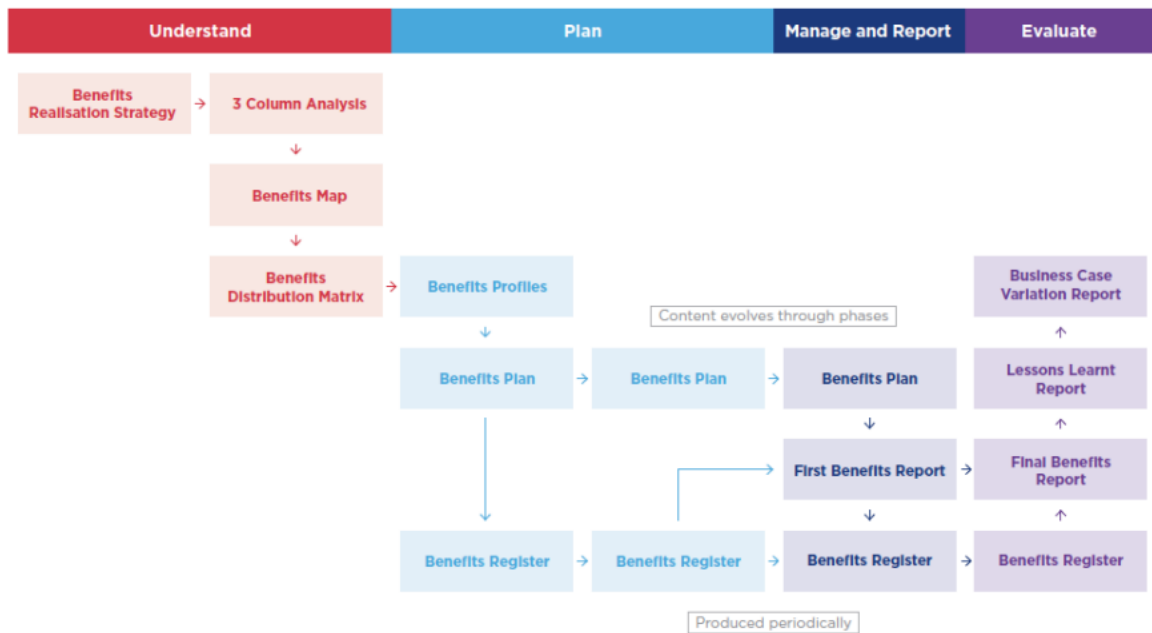 Understand
Plan
Manage and Report
Evaluate
Benefits
Realisation Strategy
3 Column Analysis
Benefits Map
Benefits
Distribution Matrix
Benefits Profiles
Business Case
Variation Report
Content evolves through phases
Benefits Plan
Benefits Plan
Benefits Plan
Lessons Learnt
Report
First Benefits Report
Final Benefits
Report
Benefits Register
Benefits Register
Benefits Register
Benefits Register
Produced periodically